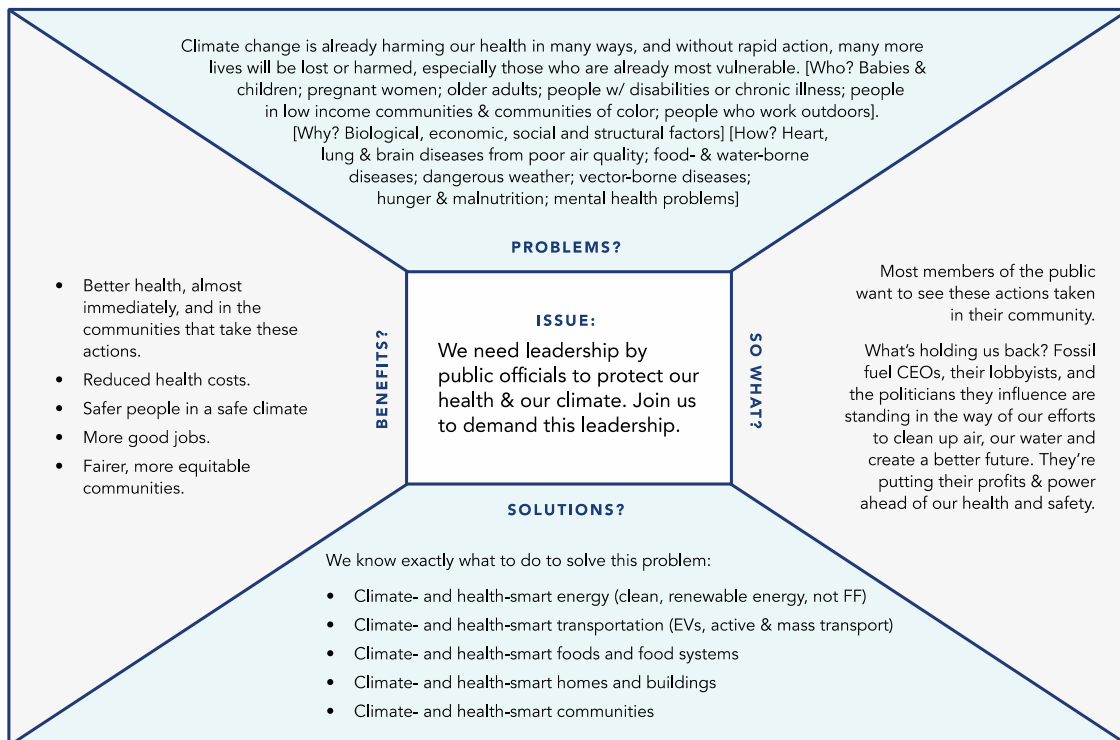 Climate change is already harming our health in many ways, and without rapid action, many more
lives will be lost or harmed, especially those who are already most vulnerable. [Who? Babies &
children; pregnant women; older adults; people w/ disabilities or chronic illness; people
in low income communities & communities of color; people who work outdoors].
[Why? Biological, economic, social and structural factors] [How? Heart,
lung & brain diseases from poor air quality; food- & water-borne
diseases; dangerous weather; vector-borne diseases;
hunger & malnutrition; mental health problems]
PROBLEMS?
• Better health, almost
immediately, and in the
communities that take these
actions.
• Reduced health costs.
• Safer people in a safe climate
• More good jobs.
• Fairer, more equitable
communities.
BENEFITS?
ISSUE:
We need leadership by
public officials to protect our
health & our climate. Join us
to demand this leadership.
SO WHAT?
Most members of the public
want to see these actions taken
in their community.
What's holding us back? Fossil
fuel CEOs, their lobbyists, and
the politicians they influence are
standing in the way of our efforts
to clean up air, our water and
create a better future. They're
putting their profits & power
ahead of our health and safety.
SOLUTIONS?
We know exactly what to do to solve this problem:
• Climate- and health-smart energy (clean, renewable energy, not FF)
• Climate- and health-smart transportation (EVs, active & mass transport)
• Climate- and health-smart foods and food systems
• Climate- and health-smart homes and buildings
• Climate- and health-smart communities